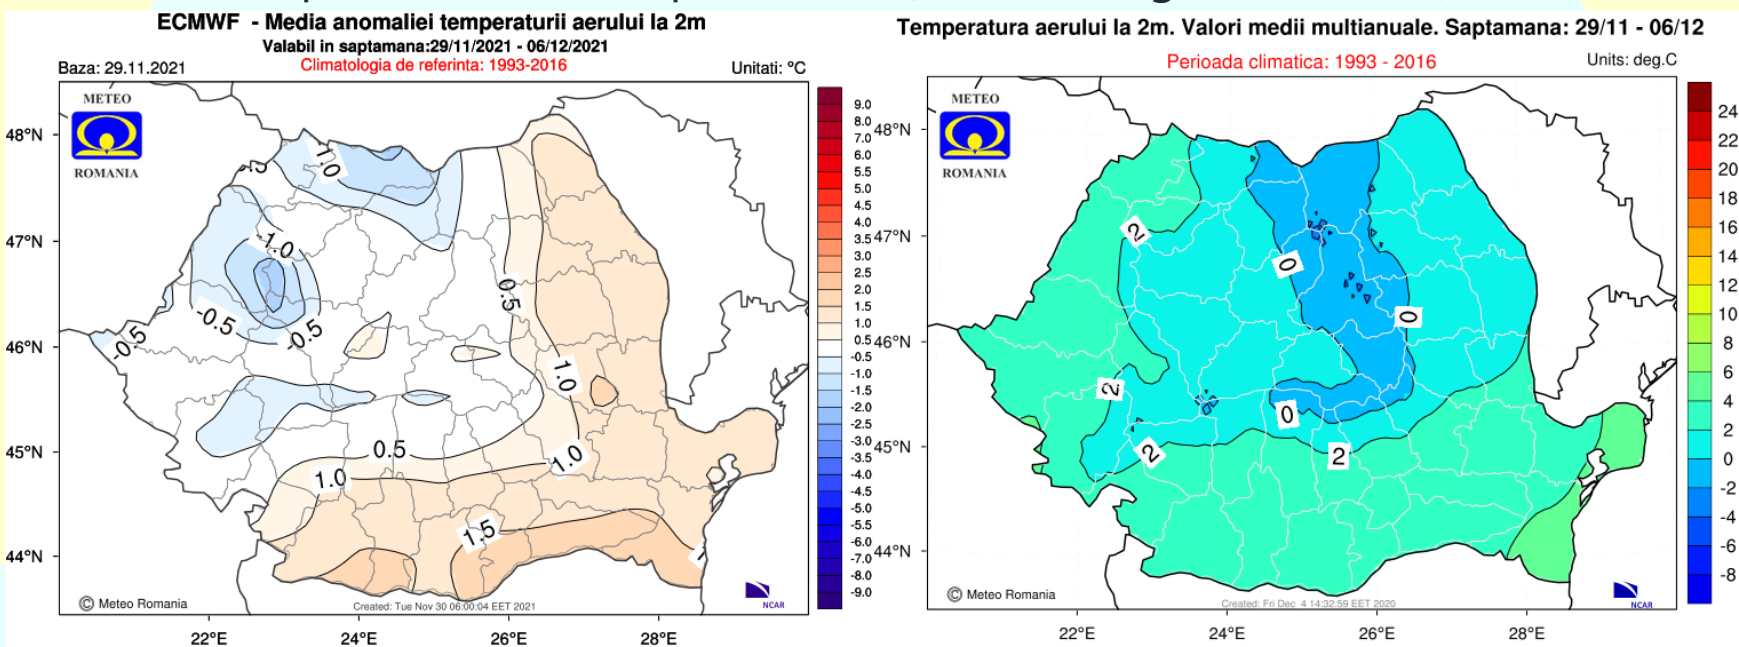 ECMWF - Media anomaliei temperaturii aerului la 2m
Valabil in saptamana:29/11/2021 - 06/12/2021
Climatologia de referinta: 1993-2016
Baza: 29.11.2021
Unitati: °C
METEO
ROMANIA
48°N
47°N
46°N
45°N
44°N
22°E
24°E
26°E
28°E
1.0
.5
-1.0
-0.5
-0.5
-0.5
0.5
1.0
0.5
1.0
1.0
1.5
© Meteo Romania
Created: Tue Nov 30 06:00:04 EET 2021
NCAR
9.0
8.0
7.0
6.0
5.5
5.0
4.5
4.0
3.5
3.0
2.5
2.0
1.5
1.0
0.5
-0.5
-1.0
-1.5
-2.0
-2.5
-3.0
-3.5
-4.0
-4.5
-5.0
-5.5
-6.0
-7.0
-8.0
-9.0
Temperatura aerului la 2m. Valori medii multianuale. Saptamana: 29/11 - 06/12
Perioada climatica: 1993 - 2016
Units: deg.C
METEO
ROMANIA
48°N
47°N
46°N
45°N
44°N
22°E
24°E
26°E
28°E
2
0
0
2
0
2
2
© Meteo Romania
Created: Fri Dec 4 14:32:59 EET 2020
NCAR
24
22
20
18
16
14
12
10
8
6
4
2
0
-2
-4
-6
-8